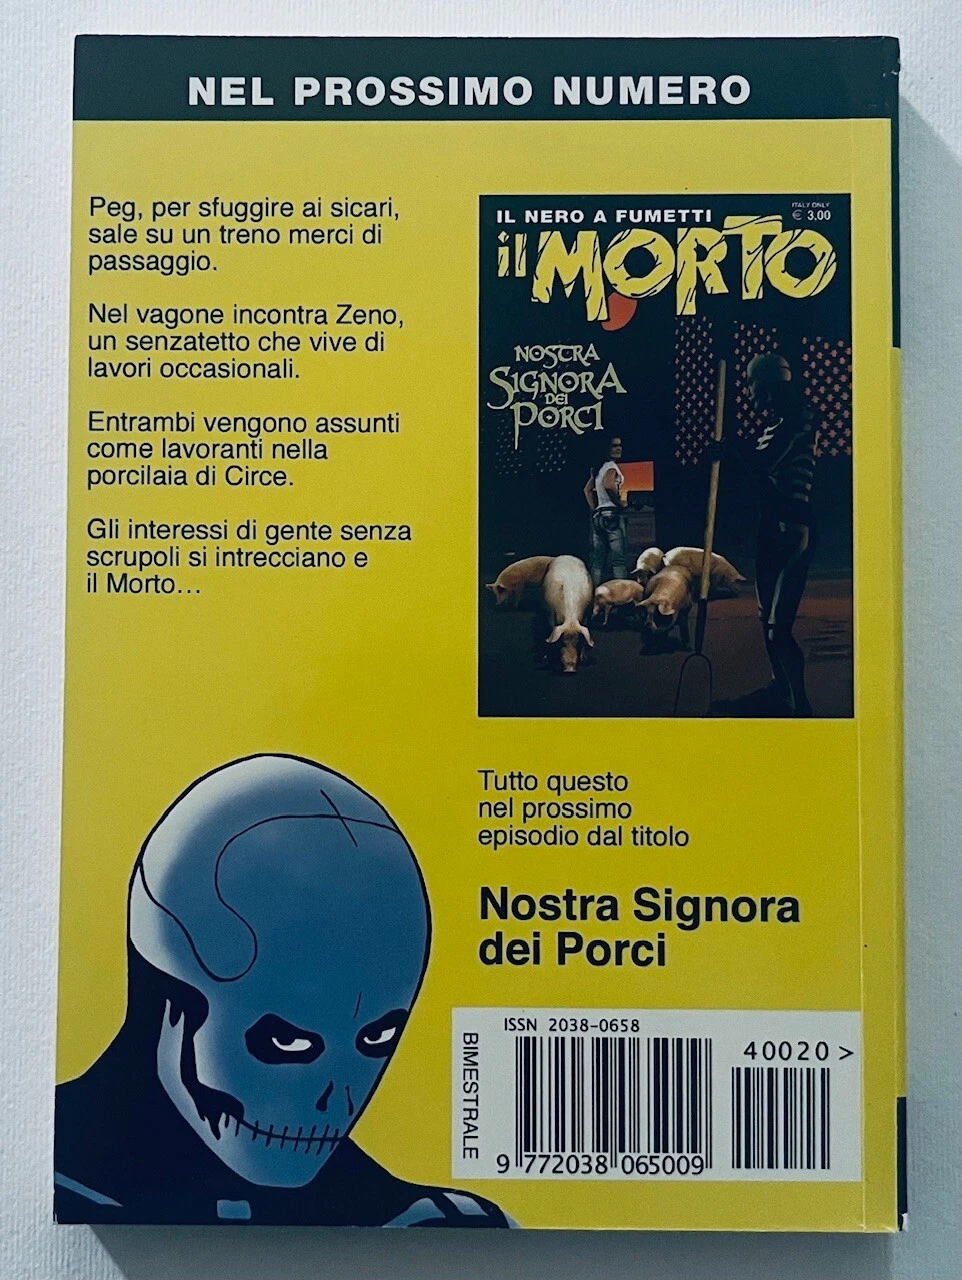 NEL PROSSIMO NUMERO
Peg, per sfuggire ai sicari,
sale su un treno merci di
passaggio.
Nel vagone incontra Zeno,
un senzatetto che vive di
lavori occasionali.
Entrambi vengono assunti
come lavoranti nella
porcilaia di Circe.
Gli interessi di gente senza
scrupoli si intrecciano e
il Morto...
ITALY ONLY
€ 3,00
IL NERO A FUMETTI
il MORTO
NOSTRA
SIGNORA
DEI
PORCI
Tutto questo
nel prossimo
episodio dal titolo
Nostra Signora
dei Porci
BIMESTRALE
ISSN 2038-0658
40020 >
9 772038 065009